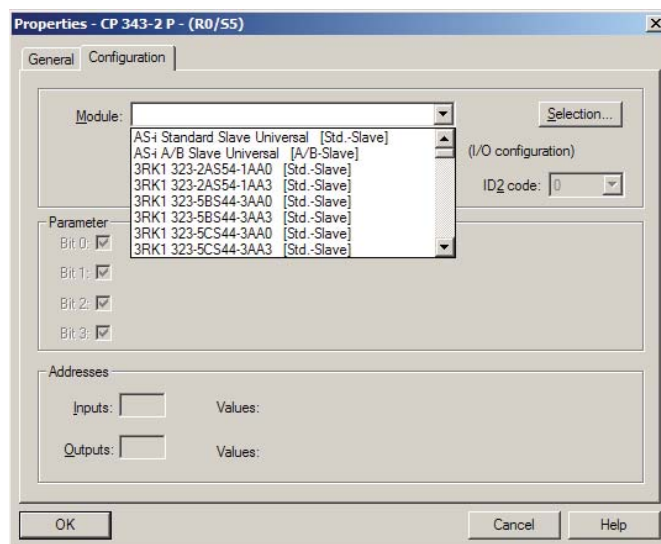 Properties - CP 343-2 P - (R0/S5)
General Configuration
Module: Selection...
AS-i Standard Slave Universal [Std.-Slave]
AS-i A/B Slave Universal [A/B-Slave]
(I/O configuration)
3RK1 323-2AS54-1AA0 [Std.-Slave]
3RK1 323-2AS54-1AA3 [Std.-Slave]
ID2 code: 0
3RK1 323-5BS44-3AA0 [Std.-Slave]
3RK1 323-5BS44-3AA3 [Std.-Slave]
3RK1 323-5CS44-3AA0 [Std.-Slave]
3RK1 323-5CS44-3AA3 [Std.-Slave]
Parameter
Bit 0:
Bit 1:
Bit 2:
Bit 3:
Addresses
Inputs: Values:
Outputs: Values:
OK Cancel Help